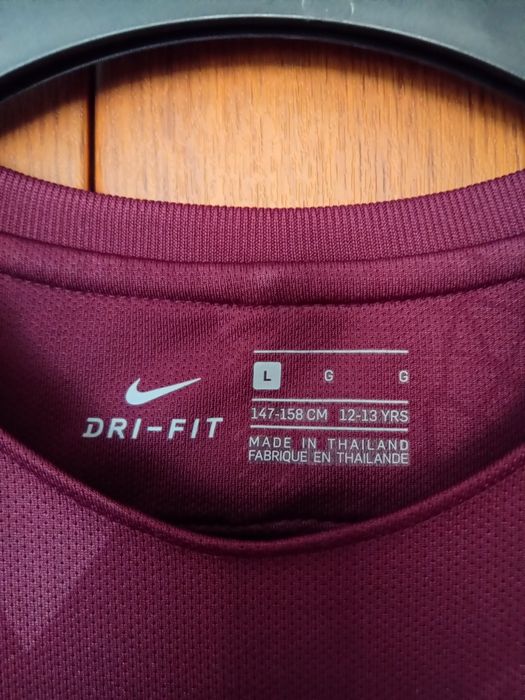 DRI-FIT
L G G
147-158 CM 12-13 YRS
MADE IN THAILAND
FABRIQUE EN THAILANDE